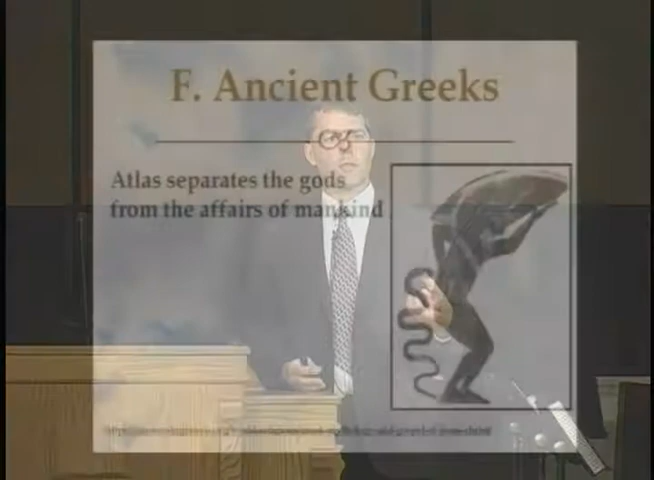 F. Ancient Greeks
Atlas separates the gods
from the affairs of mankind